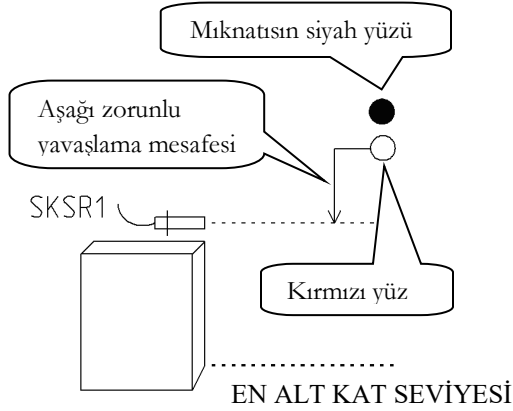 Mıknatısın siyah yüzü
Aşağı zorunlu
yavaşlama mesafesi
SKSR1
Kırmızı yüz
EN ALT KAT SEVİYESİ